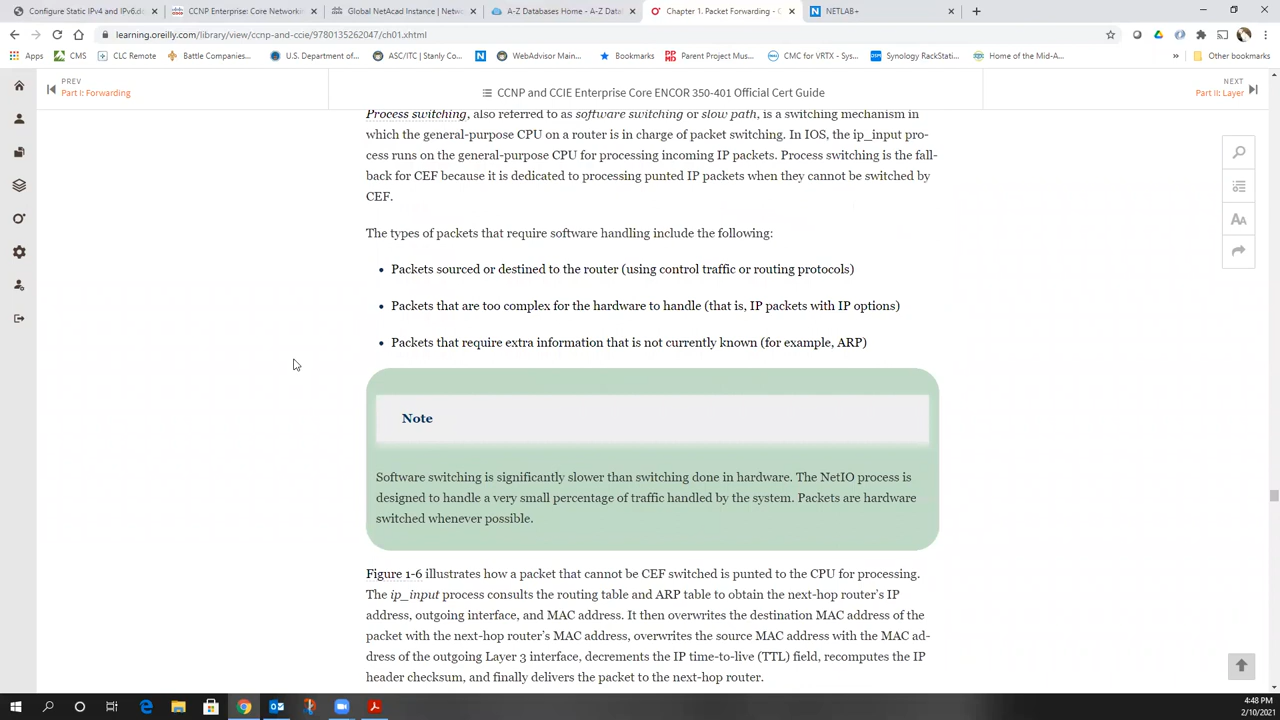 Configure Static IPv4 and IPv6.d
CCNP Enterprise: Core Networkin
Global NetAcad Instance | Netwo
A-Z Databases Home - A-Z Datab
Chapter 1. Packet Forwarding - C
NETLAB+
learning.oreilly.com/library/view/ccnp-and-ccie/9780135262047/ch01.xhtml
Apps
CMS
CLC Remote
Battle Companies...
U.S. Department of...
ASC/ITC | Stanly Co...
WebAdvisor Main...
Bookmarks
Parent Project Mus...
CMC for VRTX - Sys...
Synology RackStati...
Home of the Mid-A...
»
Other bookmarks
PREV
Part I: Forwarding
CCNP and CCIE Enterprise Core ENCOR 350-401 Official Cert Guide
NEXT
Part II: Layer
Process switching, also referred to as software switching or slow path, is a switching mechanism in
which the general-purpose CPU on a router is in charge of packet switching. In IOS, the ip_input pro-
cess runs on the general-purpose CPU for processing incoming IP packets. Process switching is the fall-
back for CEF because it is dedicated to processing punted IP packets when they cannot be switched by
CEF.
The types of packets that require software handling include the following:
• Packets sourced or destined to the router (using control traffic or routing protocols)
• Packets that are too complex for the hardware to handle (that is, IP packets with IP options)
• Packets that require extra information that is not currently known (for example, ARP)
Note
Software switching is significantly slower than switching done in hardware. The NetIO process is
designed to handle a very small percentage of traffic handled by the system. Packets are hardware
switched whenever possible.
Figure 1-6 illustrates how a packet that cannot be CEF switched is punted to the CPU for processing.
The ip_input process consults the routing table and ARP table to obtain the next-hop router's IP
address, outgoing interface, and MAC address. It then overwrites the destination MAC address of the
packet with the next-hop router's MAC address, overwrites the source MAC address with the MAC ad-
dress of the outgoing Layer 3 interface, decrements the IP time-to-live (TTL) field, recomputes the IP
header checksum, and finally delivers the packet to the next-hop router.
AA
4:48 PM
2/10/2021